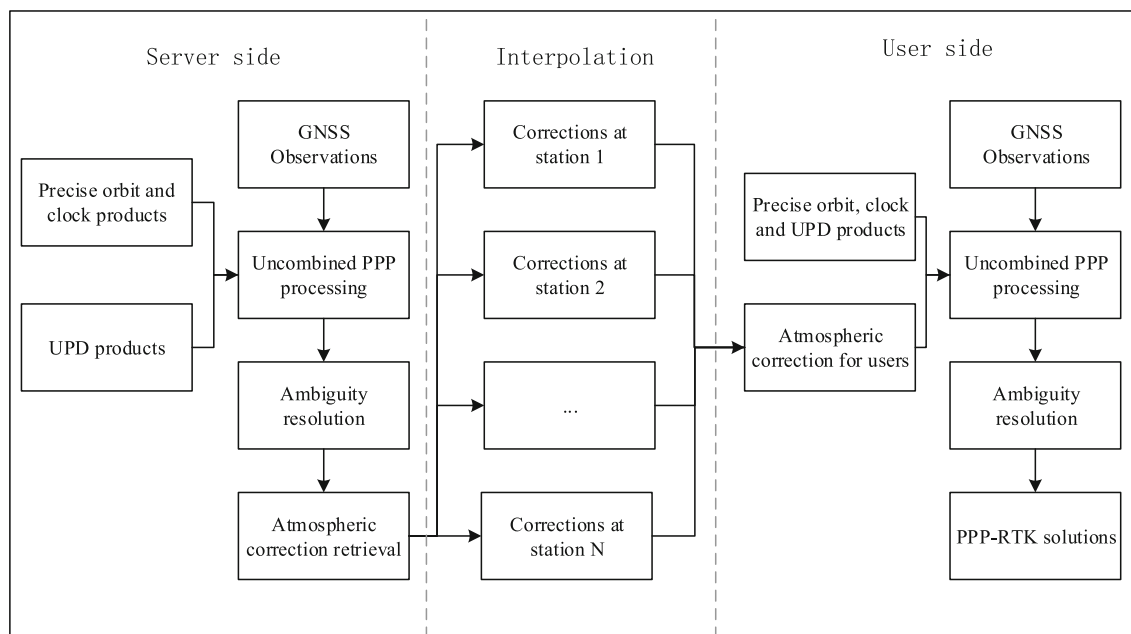 Server side
Interpolation
User side
GNSS
Observations
Precise orbit and
clock products
Uncombined PPP
processing
UPD products
Ambiguity
resolution
Atmospheric
correction retrieval
Corrections at
station 1
Corrections at
station 2
...
Corrections at
station N
GNSS
Observations
Precise orbit, clock
and UPD products
Uncombined PPP
processing
Atmospheric
correction for users
Ambiguity
resolution
PPP-RTK solutions